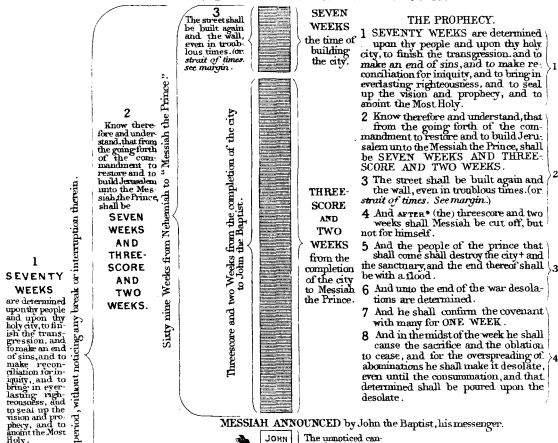 1
SEVENTY
WEEKS
are determined
upon thy people
and upon thy
holy city, to fin-
ish the trans-
gression, and
to make an end
of sins, and to
make recon-
ciliation for in-
iquity, and to
bring in ever-
lasting righ-
teousness, and
to seal up the
vision and pro-
phecy, and to
anoint the Most
Holy.
period, without noticing any break or interruption therein.
2
Know there-
fore and under-
stand, that from
the going forth
of the com-
mandment to
restore and to
build Jerusalem
unto the Mes-
siah, the Prince,
shall be
SEVEN
WEEKS
AND
THREE-
SCORE
AND
TWO
WEEKS.
Sixty nine Weeks from Nehemiah to "Messiah the Prince."
3
The street shall
be built again
and the wall,
even in troub-
lous times. (or
strait of times.
see margin.
Threescore and two Weeks from the completion of the city
to John the Baptist.
SEVEN
WEEKS
the time of
building
the city.
THREE-
SCORE
AND
TWO
WEEKS
from the
completion
of the city
to Messiah
the Prince.
THE PROPHECY.
1 SEVENTY WEEKS are determined
upon thy people and upon thy holy
city, to finish the transgression. and to
make an end of sins, and to make re-
conciliation for iniquity, and to bring in
everlasting righteousness, and to seal
up the vision and prophecy, and to
anoint the Most Holy.
1
2 Know therefore and understand, that
from the going forth of the com-
mandment to restore and to build Jeru-
salem unto the Messiah the Prince, shall
be SEVEN WEEKS AND THREE-
SCORE AND TWO WEEKS.
3 The street shall be built again and
the wall, even in troublous times. (or
strait of times. See margin.)
2
4 And AFTER* (the) threescore and two
weeks shall Messiah be cut off, but
not for himself.
5 And the people of the prince that
shall come shall destroy the city † and
the sanctuary, and the end thereof shall
be with a flood.
3
6 And unto the end of the war desola-
tions are determined.
7 And he shall confirm the covenant
with many for ONE WEEK.
8 And in the midst of the week he shall
cause the sacrifice and the oblation
to cease, and for the overspreading of
abominations he shall make it desolate,
even until the consummation, and that
determined shall be poured upon the
desolate.
4
MESSIAH ANNOUNCED by John the Baptist, his messenger.
JOHN
The unnoticed can-